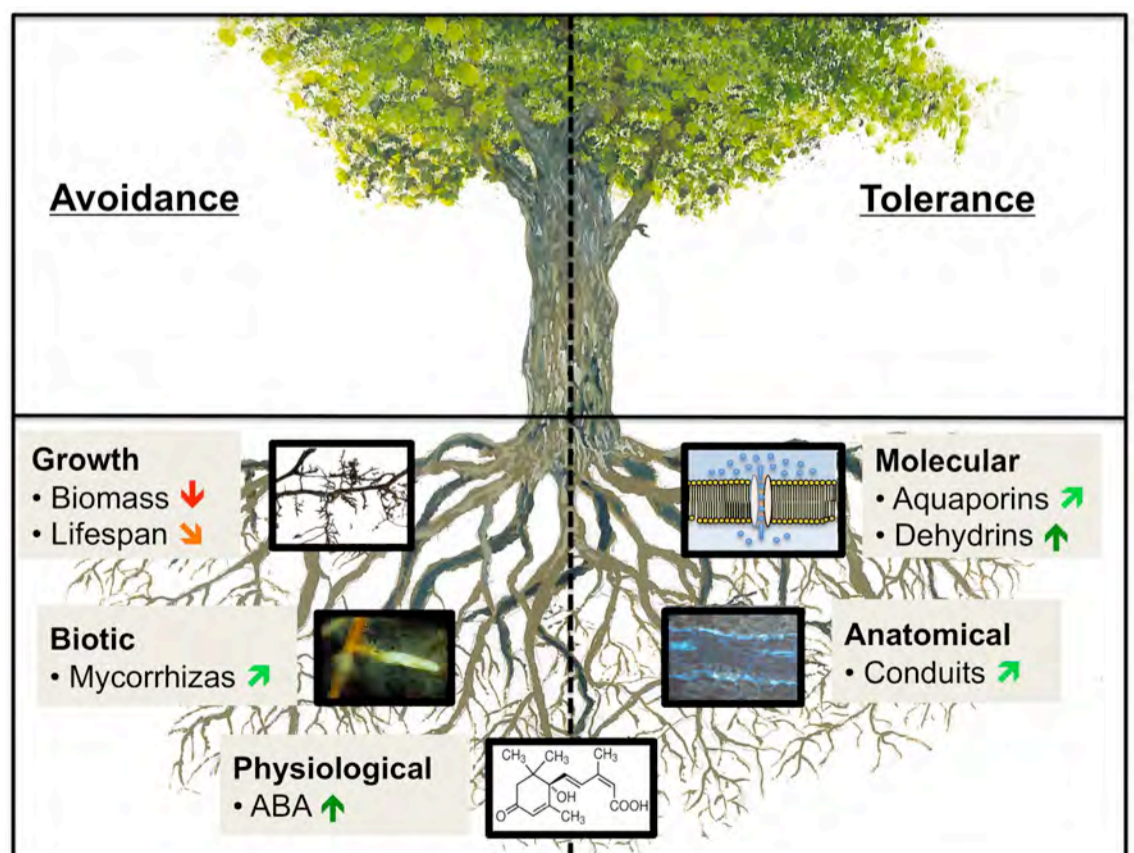 Avoidance
Tolerance
Growth
• Biomass ↓
• Lifespan ↘
Molecular
• Aquaporins ↗
• Dehydrins ↑
Biotic
• Mycorrhizas ↗
Anatomical
• Conduits ↗
Physiological
• ABA ↑
CH₃ CH₃ CH₃
OH
O CH₃ COOH